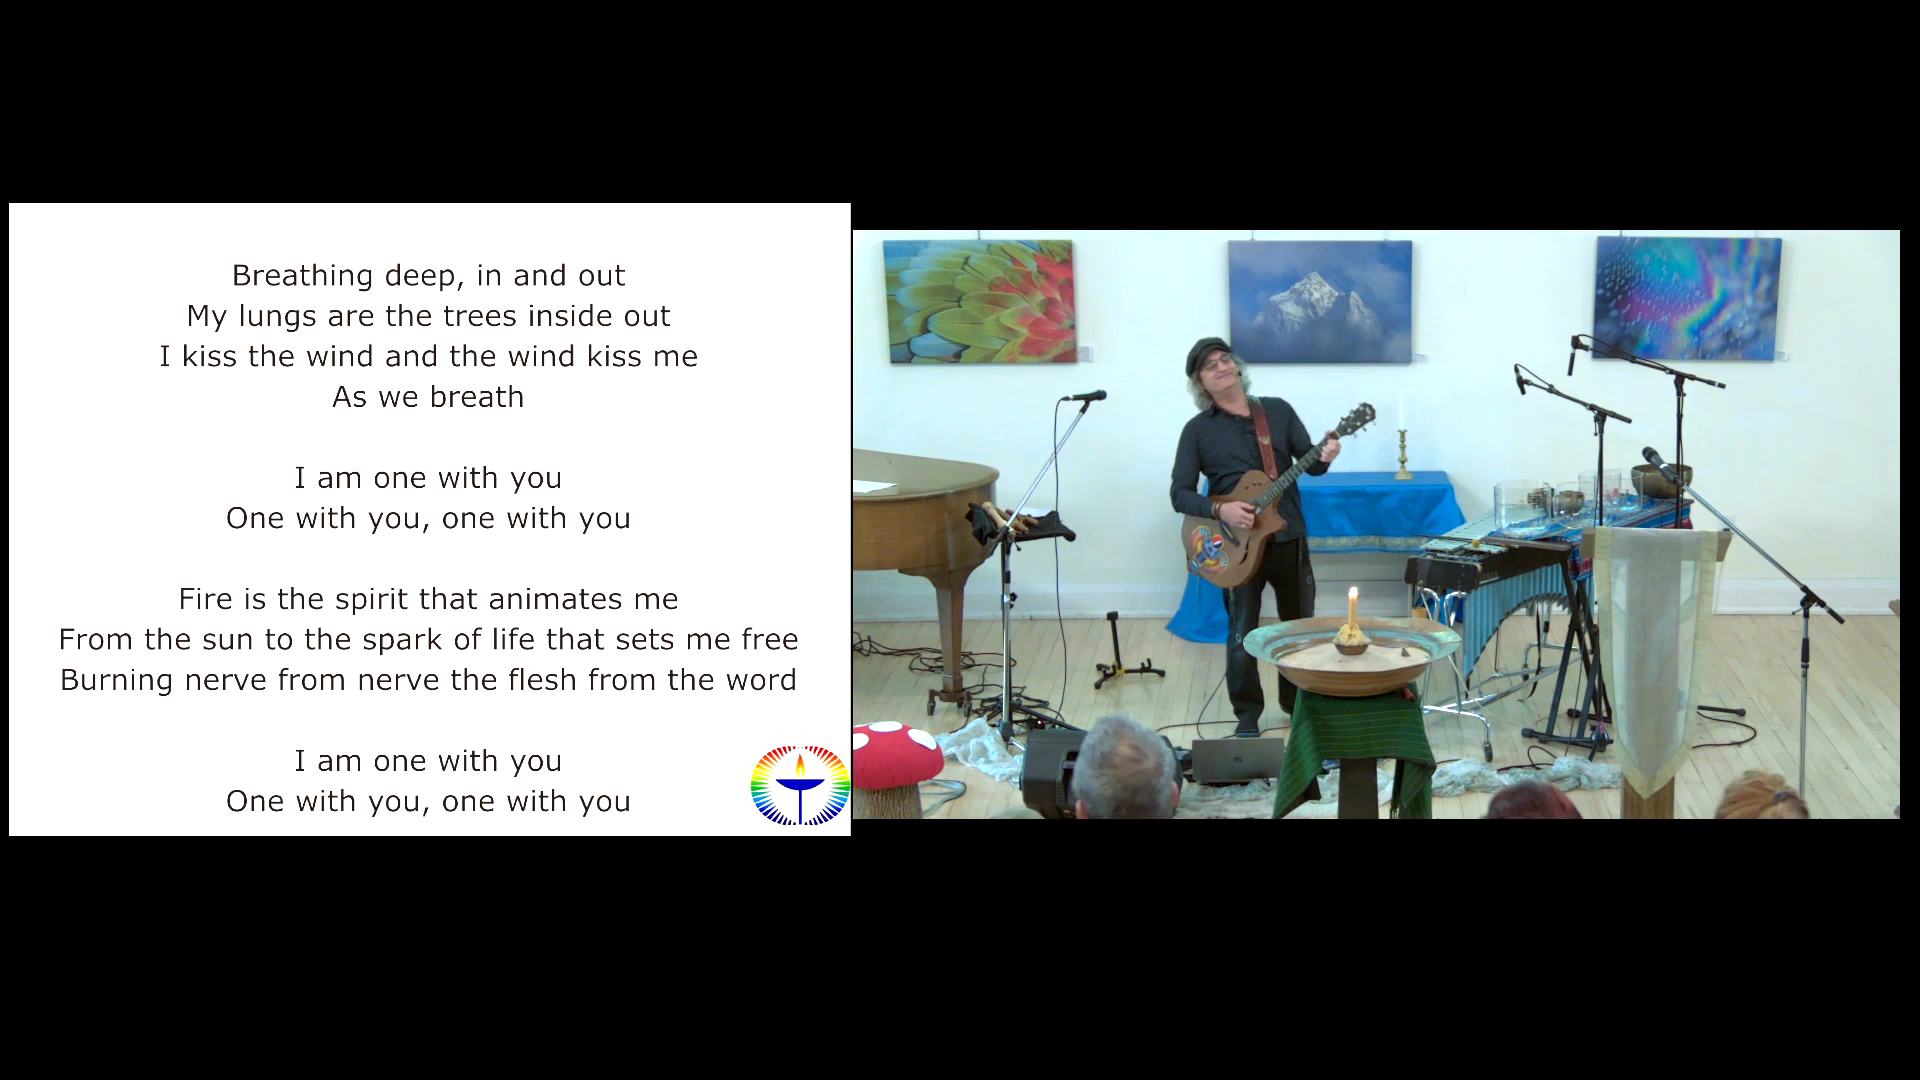 Breathing deep, in and out
My lungs are the trees inside out
I kiss the wind and the wind kiss me
As we breath
I am one with you
One with you, one with you
Fire is the spirit that animates me
From the sun to the spark of life that sets me free
Burning nerve from nerve the flesh from the word
I am one with you
One with you, one with you